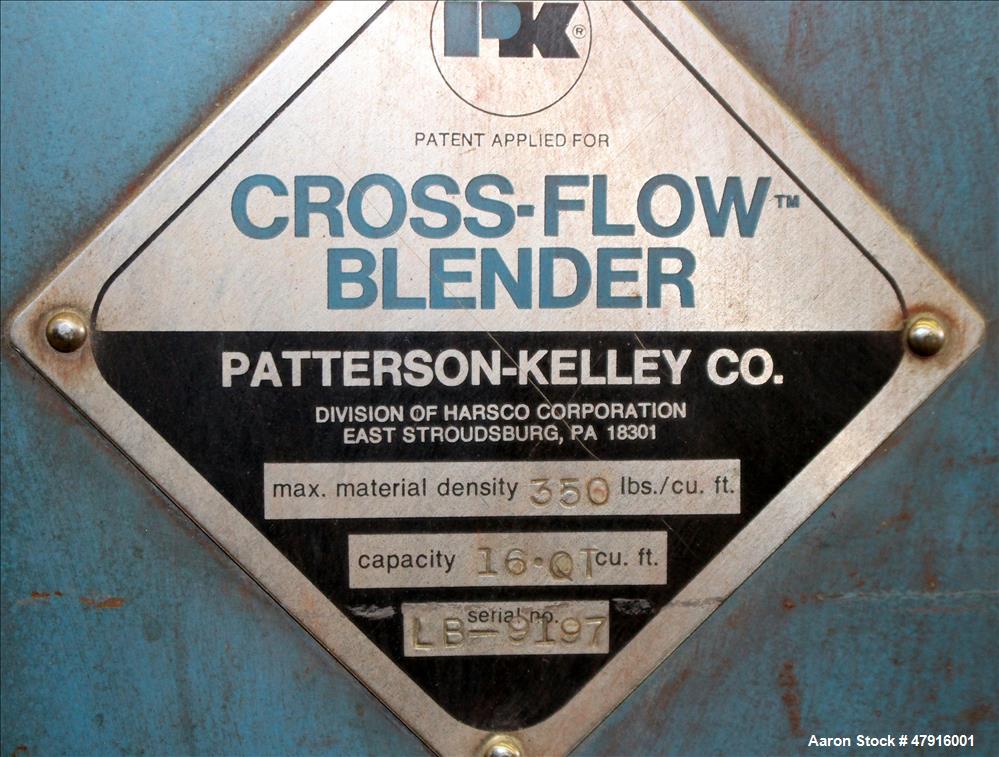 PK®
PATENT APPLIED FOR
CROSS-FLOW™
BLENDER
PATTERSON-KELLEY CO.
DIVISION OF HARSCO CORPORATION
EAST STROUDSBURG, PA 18301
max. material density 350 lbs./cu. ft.
capacity 16·QT cu. ft.
serial no.
LB-9197
Aaron Stock # 47916001